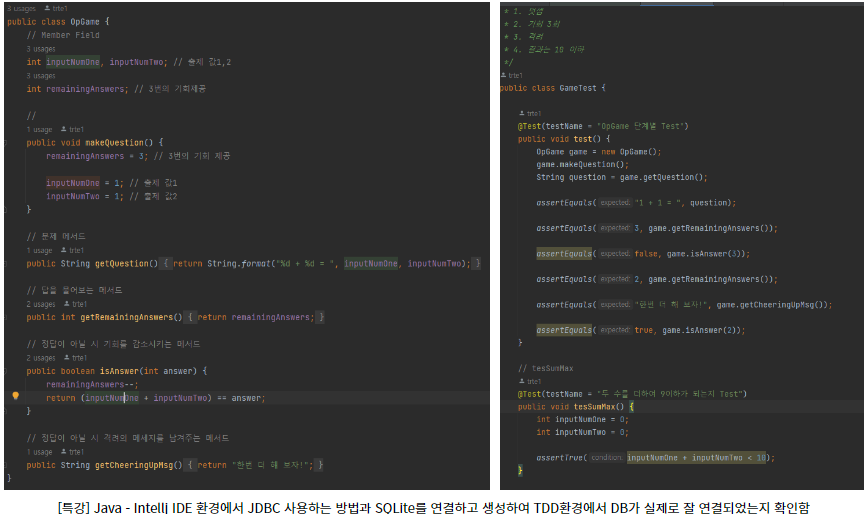 3 usages trte1
public class OpGame {
// Member Field
3 usages
int inputNumOne, inputNumTwo; // 출제 값1,2
3 usages
int remainingAnswers; // 3번의 기회제공
//
1 usage trte1
public void makeQuestion() {
remainingAnswers = 3; // 3번의 기회 제공
inputNumOne = 1; // 출제 값1
inputNumTwo = 1; // 출제 값2
}
// 문제 메서드
1 usage trte1
public String getQuestion() { return String.format("%d + %d = ", inputNumOne, inputNumTwo); }
// 답을 물어보는 메서드
2 usages trte1
public int getRemainingAnswers() { return remainingAnswers; }
// 정답이 아닐 시 기회를 감소시키는 메서드
2 usages trte1
public boolean isAnswer(int answer) {
remainingAnswers--;
return (inputNumOne + inputNumTwo) == answer;
}
// 정답이 아닐 시 격려의 메세지를 남겨주는 메서드
1 usage trte1
public String getCheeringUpMsg() { return "한번 더 해 보자!"; }
}
* 1. 덧셈
* 2. 기회 3회
* 3. 격려
* 4. 결과는 10 이하
*/
trte1
public class GameTest {
trte1
@Test(testName = "OpGame 단계별 Test")
public void test() {
OpGame game = new OpGame();
game.makeQuestion();
String question = game.getQuestion();
assertEquals( expected: "1 + 1 = ", question);
assertEquals( expected: 3, game.getRemainingAnswers());
assertEquals( expected: false, game.isAnswer(3));
assertEquals( expected: 2, game.getRemainingAnswers());
assertEquals( expected: "한번 더 해 보자!", game.getCheeringUpMsg());
assertEquals( expected: true, game.isAnswer(2));
}
// tesSumMax
trte1
@Test(testName = "두 수를 더하여 9이하가 되는지 Test")
public void tesSumMax() {
int inputNumOne = 0;
int inputNumTwo = 0;
assertTrue( condition: inputNumOne + inputNumTwo < 10);
}
[특강] Java - Intellj IDE 환경에서 JDBC 사용하는 방법과 SQLite를 연결하고 생성하여 TDD환경에서 DB가 실제로 잘 연결되었는지 확인함